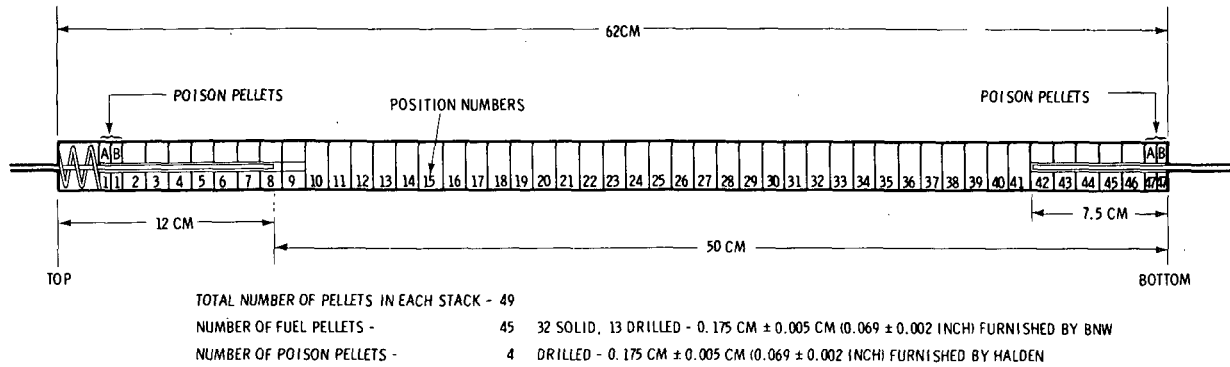 62CM
POISON PELLETS
POSITION NUMBERS
POISON PELLETS
A B
A B
1 1 2 3 4 5 6 7 8 9 10 11 12 13 14 15 16 17 18 19 20 21 22 23 24 25 26 27 28 29 30 31 32 33 34 35 36 37 38 39 40 41 42 43 44 45 46 47 47
12 CM
7.5 CM
50 CM
TOP
BOTTOM
TOTAL NUMBER OF PELLETS IN EACH STACK - 49
NUMBER OF FUEL PELLETS - 45 32 SOLID, 13 DRILLED - 0.175 CM ± 0.005 CM (0.069 ± 0.002 INCH) FURNISHED BY BNW
NUMBER OF POISON PELLETS - 4 DRILLED - 0.175 CM ± 0.005 CM (0.069 ± 0.002 INCH) FURNISHED BY HALDEN